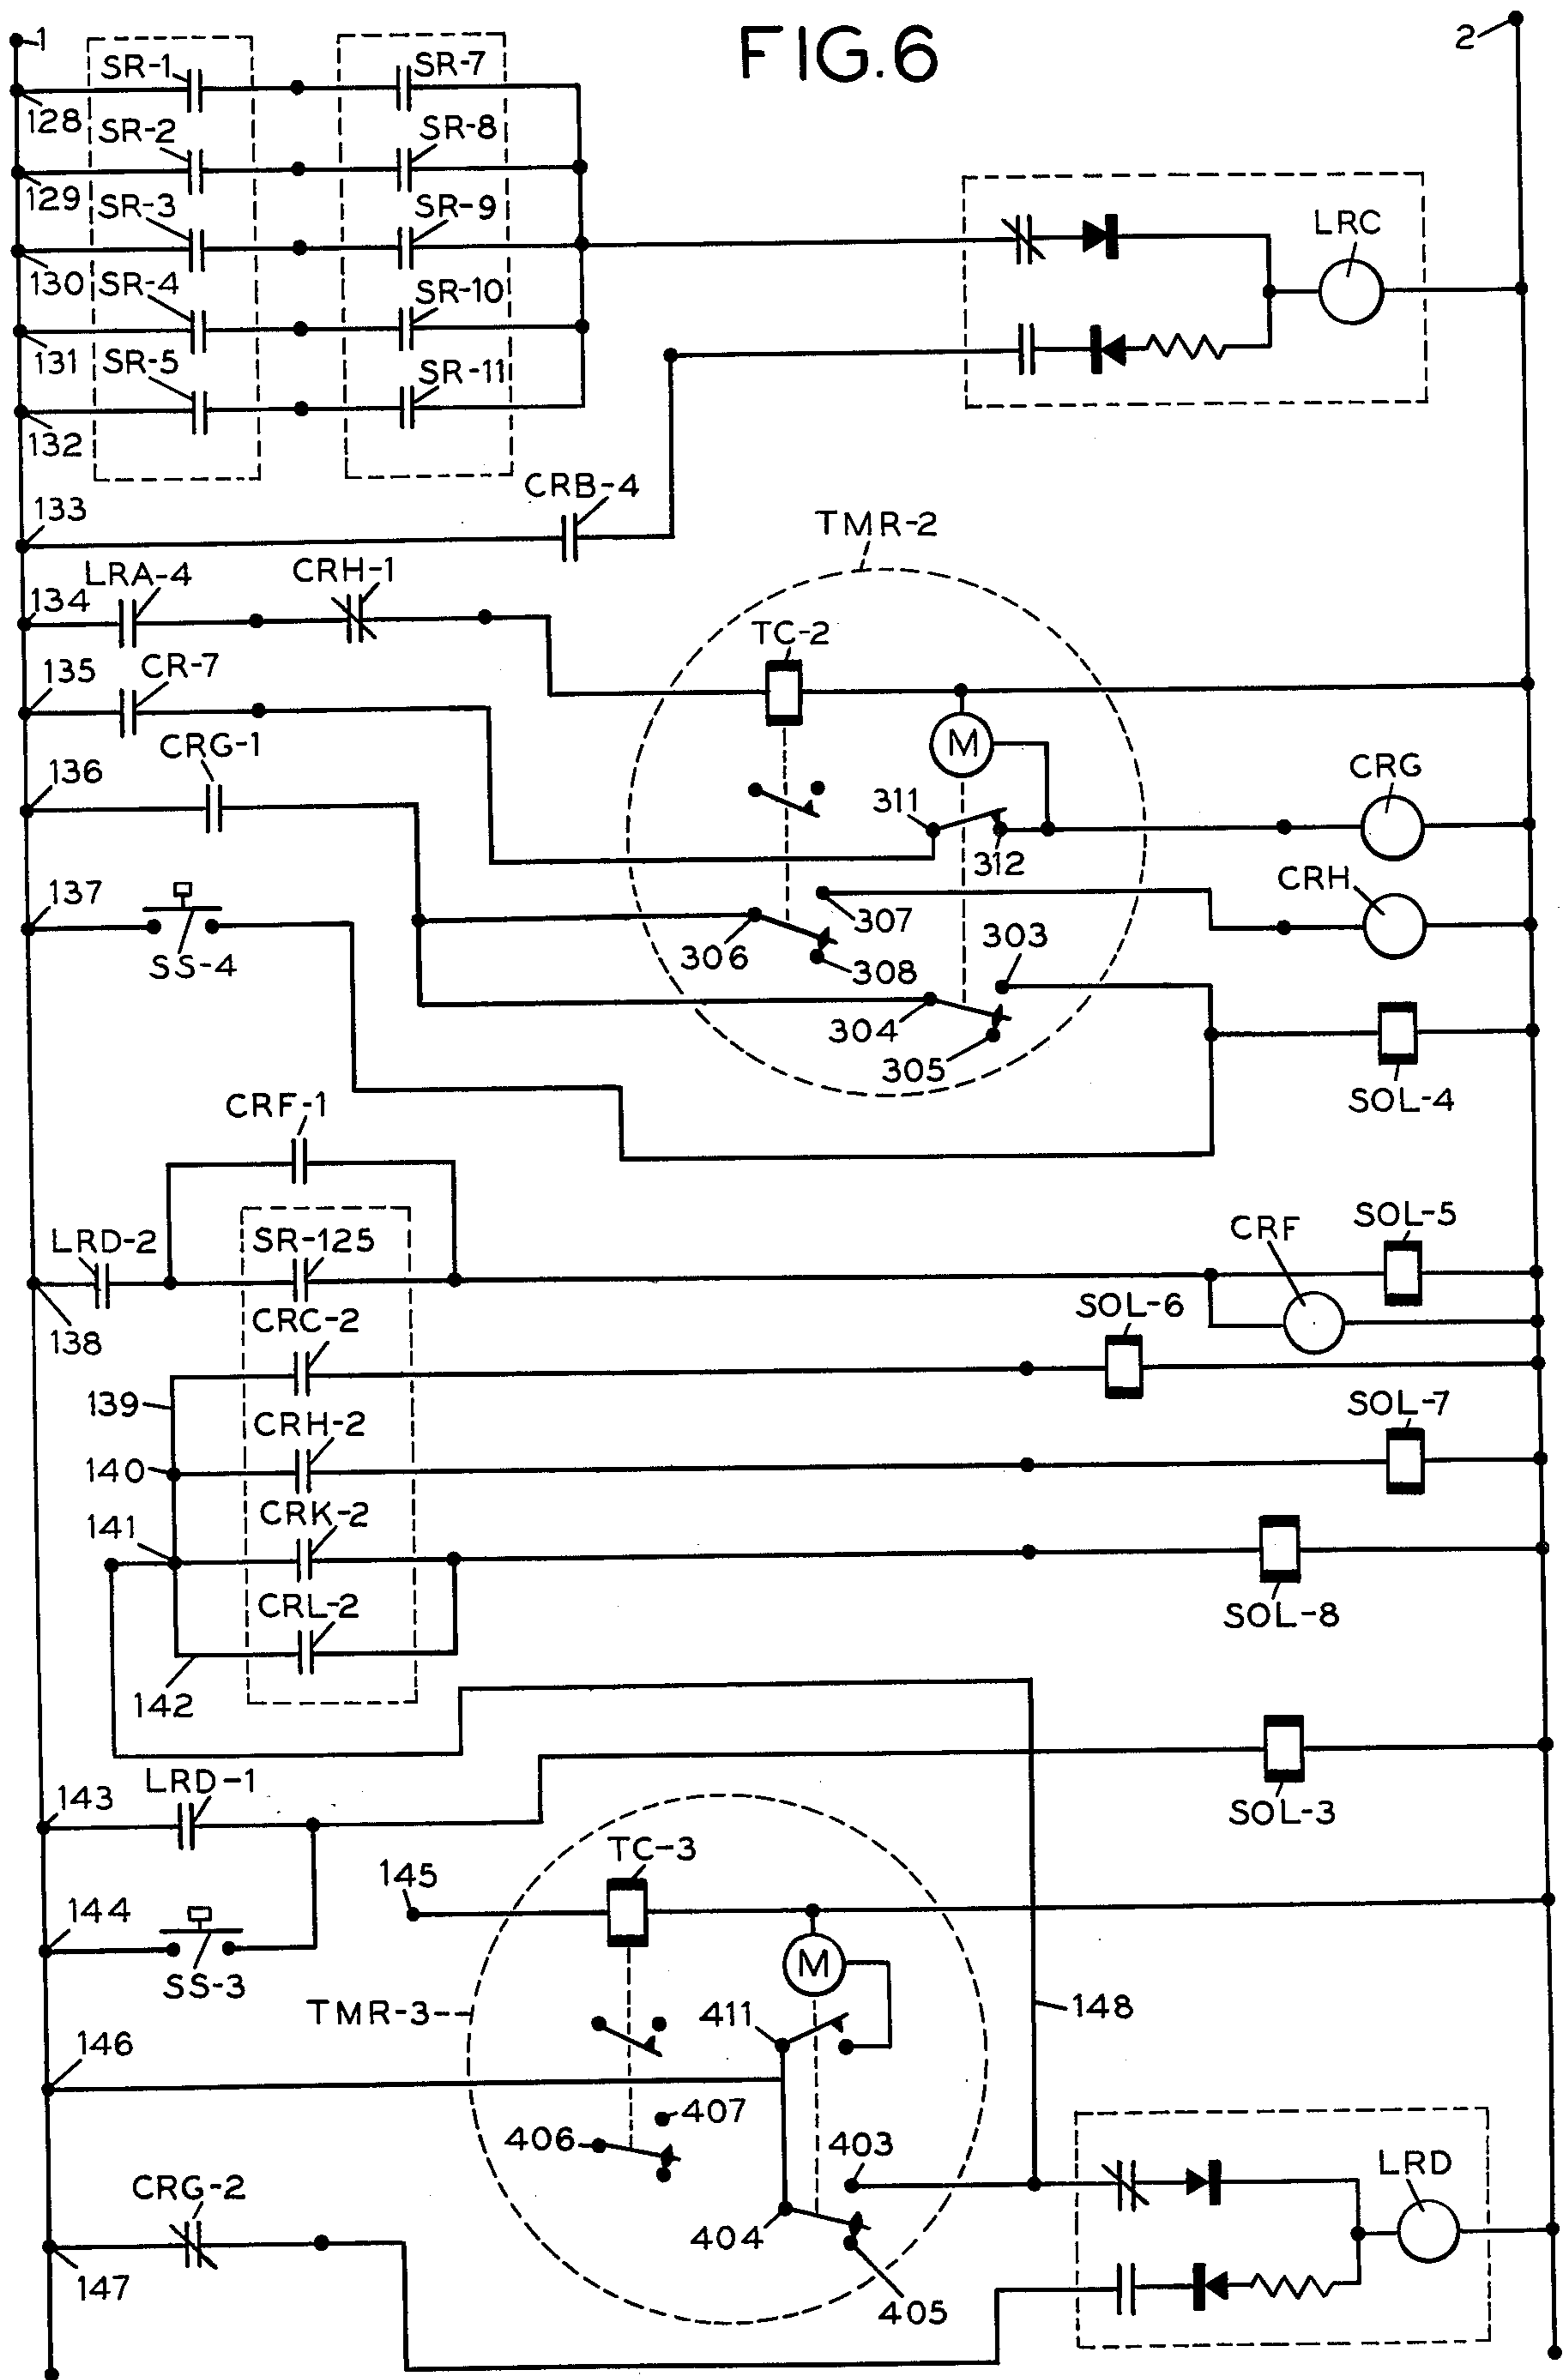 FIG.6
1
2
SR-1
SR-7
128
SR-2
SR-8
129
SR-3
SR-9
LRC
130
SR-4
SR-10
131
SR-5
SR-11
132
133
CRB-4
TMR-2
134
LRA-4
CRH-1
TC-2
135
CR-7
M
136
CRG-1
311
312
CRG
137
SS-4
306
307
308
303
CRH
304
305
SOL-4
CRF-1
LRD-2
SR-125
CRF
SOL-5
138
CRC-2
SOL-6
139
CRH-2
SOL-7
140
CRK-2
141
CRL-2
SOL-8
142
143
LRD-1
SOL-3
TC-3
145
144
SS-3
M
TMR-3
411
148
146
407
406
403
LRD
CRG-2
404
147
405